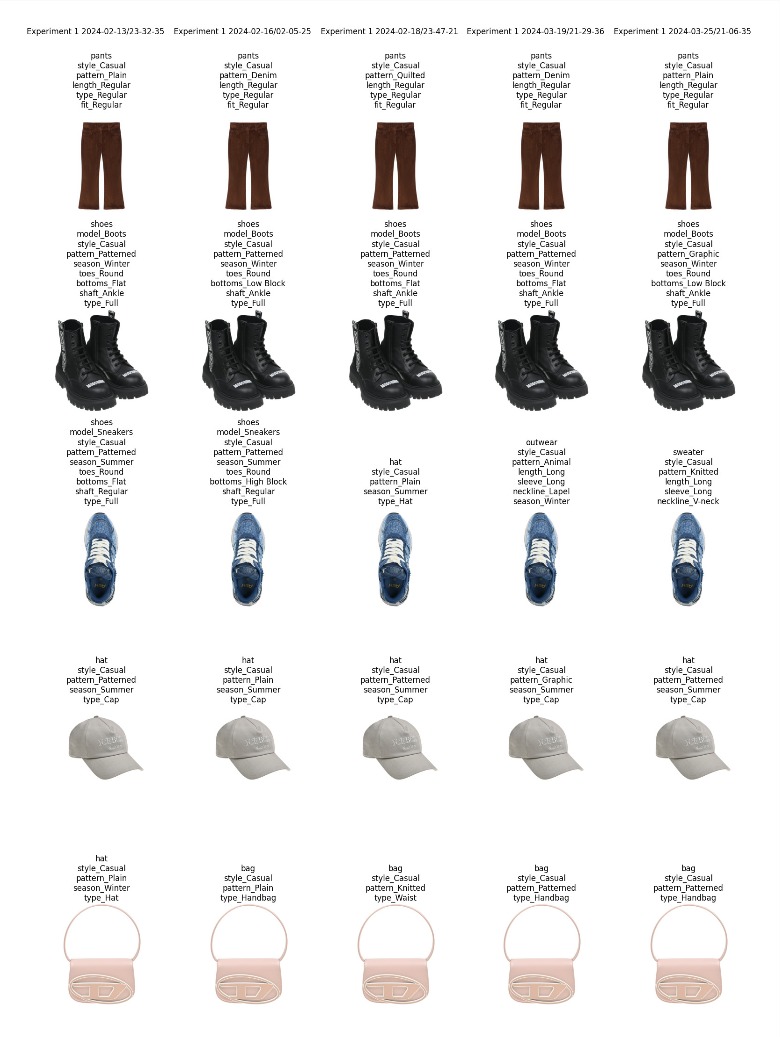 Experiment 1 2024-02-13/23-32-35 Experiment 1 2024-02-16/02-05-25 Experiment 1 2024-02-18/23-47-21 Experiment 1 2024-03-19/21-29-36 Experiment 1 2024-03-25/21-06-35
pants pants pants pants pants
style_Casual style_Casual style_Casual style_Casual style_Casual
pattern_Plain pattern_Denim pattern_Quilted pattern_Denim pattern_Plain
length_Regular length_Regular length_Regular length_Regular length_Regular
type_Regular type_Regular type_Regular type_Regular type_Regular
fit_Regular fit_Regular fit_Regular fit_Regular fit_Regular
shoes shoes shoes shoes shoes
model_Boots model_Boots model_Boots model_Boots model_Boots
style_Casual style_Casual style_Casual style_Casual style_Casual
pattern_Patterned pattern_Patterned pattern_Patterned pattern_Patterned pattern_Graphic
season_Winter season_Winter season_Winter season_Winter season_Winter
toes_Round toes_Round toes_Round toes_Round toes_Round
bottoms_Flat bottoms_Low Block bottoms_Flat bottoms_Flat bottoms_Low Block
shaft_Ankle shaft_Ankle shaft_Ankle shaft_Ankle shaft_Ankle
type_Full type_Full type_Full type_Full type_Full
shoes shoes
model_Sneakers model_Sneakers
style_Casual style_Casual outwear
pattern_Patterned pattern_Patterned style_Casual sweater
season_Summer season_Summer hat pattern_Animal style_Casual
toes_Round toes_Round style_Casual length_Long pattern_Knitted
bottoms_Flat bottoms_High Block pattern_Plain sleeve_Long length_Long
shaft_Regular shaft_Regular season_Summer neckline_Lapel sleeve_Long
type_Full type_Full type_Hat season_Winter neckline_V-neck
hat hat hat hat hat
style_Casual style_Casual style_Casual style_Casual style_Casual
pattern_Patterned pattern_Plain pattern_Patterned pattern_Graphic pattern_Patterned
season_Summer season_Summer season_Summer season_Summer season_Summer
type_Cap type_Cap type_Cap type_Cap type_Cap
hat
style_Casual bag bag bag bag
pattern_Plain style_Casual style_Casual style_Casual style_Casual
season_Winter pattern_Plain pattern_Knitted pattern_Patterned pattern_Patterned
type_Hat type_Handbag type_Waist type_Handbag type_Handbag